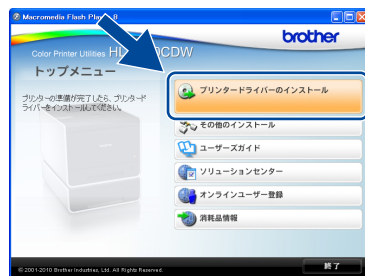 Macromedia Flash Player 8
brother
Color Printer Utilities
CDW
トップメニュー
プリンターの準備が完了したら、プリンタード
ライバーをインストールしてください。
プリンタードライバーのインストール
その他のインストール
ユーザーズガイド
ソリューションセンター
オンラインユーザー登録
消耗品情報
© 2001-2010 Brother Industries, Ltd. All Rights Reserved.
終了